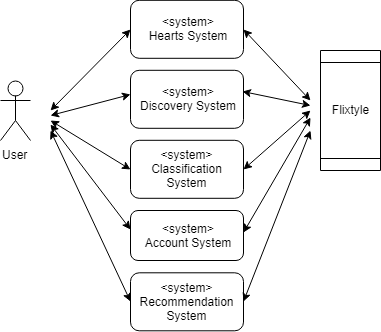 <system>
Hearts System
<system>
Discovery System
Flixtyle
<system>
Classification
System
User
<system>
Account System
<system>
Recommendation
System